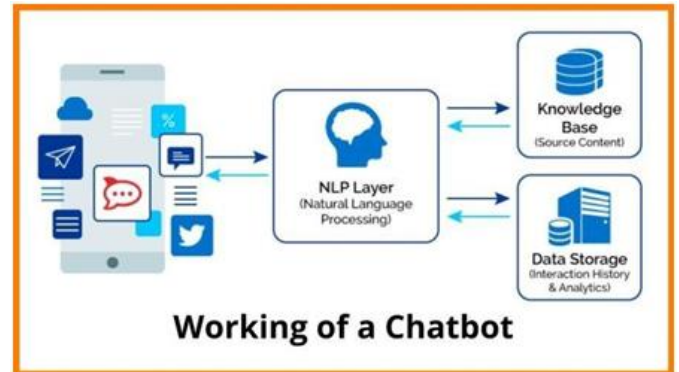 %
NLP Layer
(Natural Language
Processing)
Knowledge
Base
(Source Content)
Data Storage
(Interaction History
& Analytics)
Working of a Chatbot